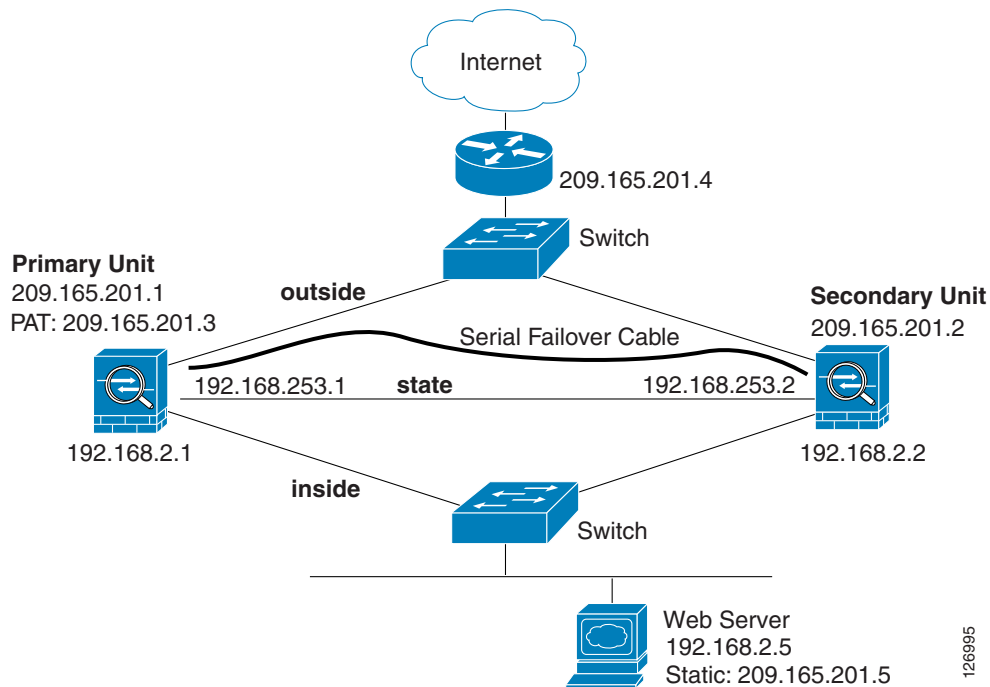 Internet
209.165.201.4
Switch
Primary Unit
209.165.201.1
PAT: 209.165.201.3
outside
Secondary Unit
209.165.201.2
Serial Failover Cable
192.168.253.1
state
192.168.253.2
192.168.2.1
192.168.2.2
inside
Switch
Web Server
192.168.2.5
Static: 209.165.201.5
126995